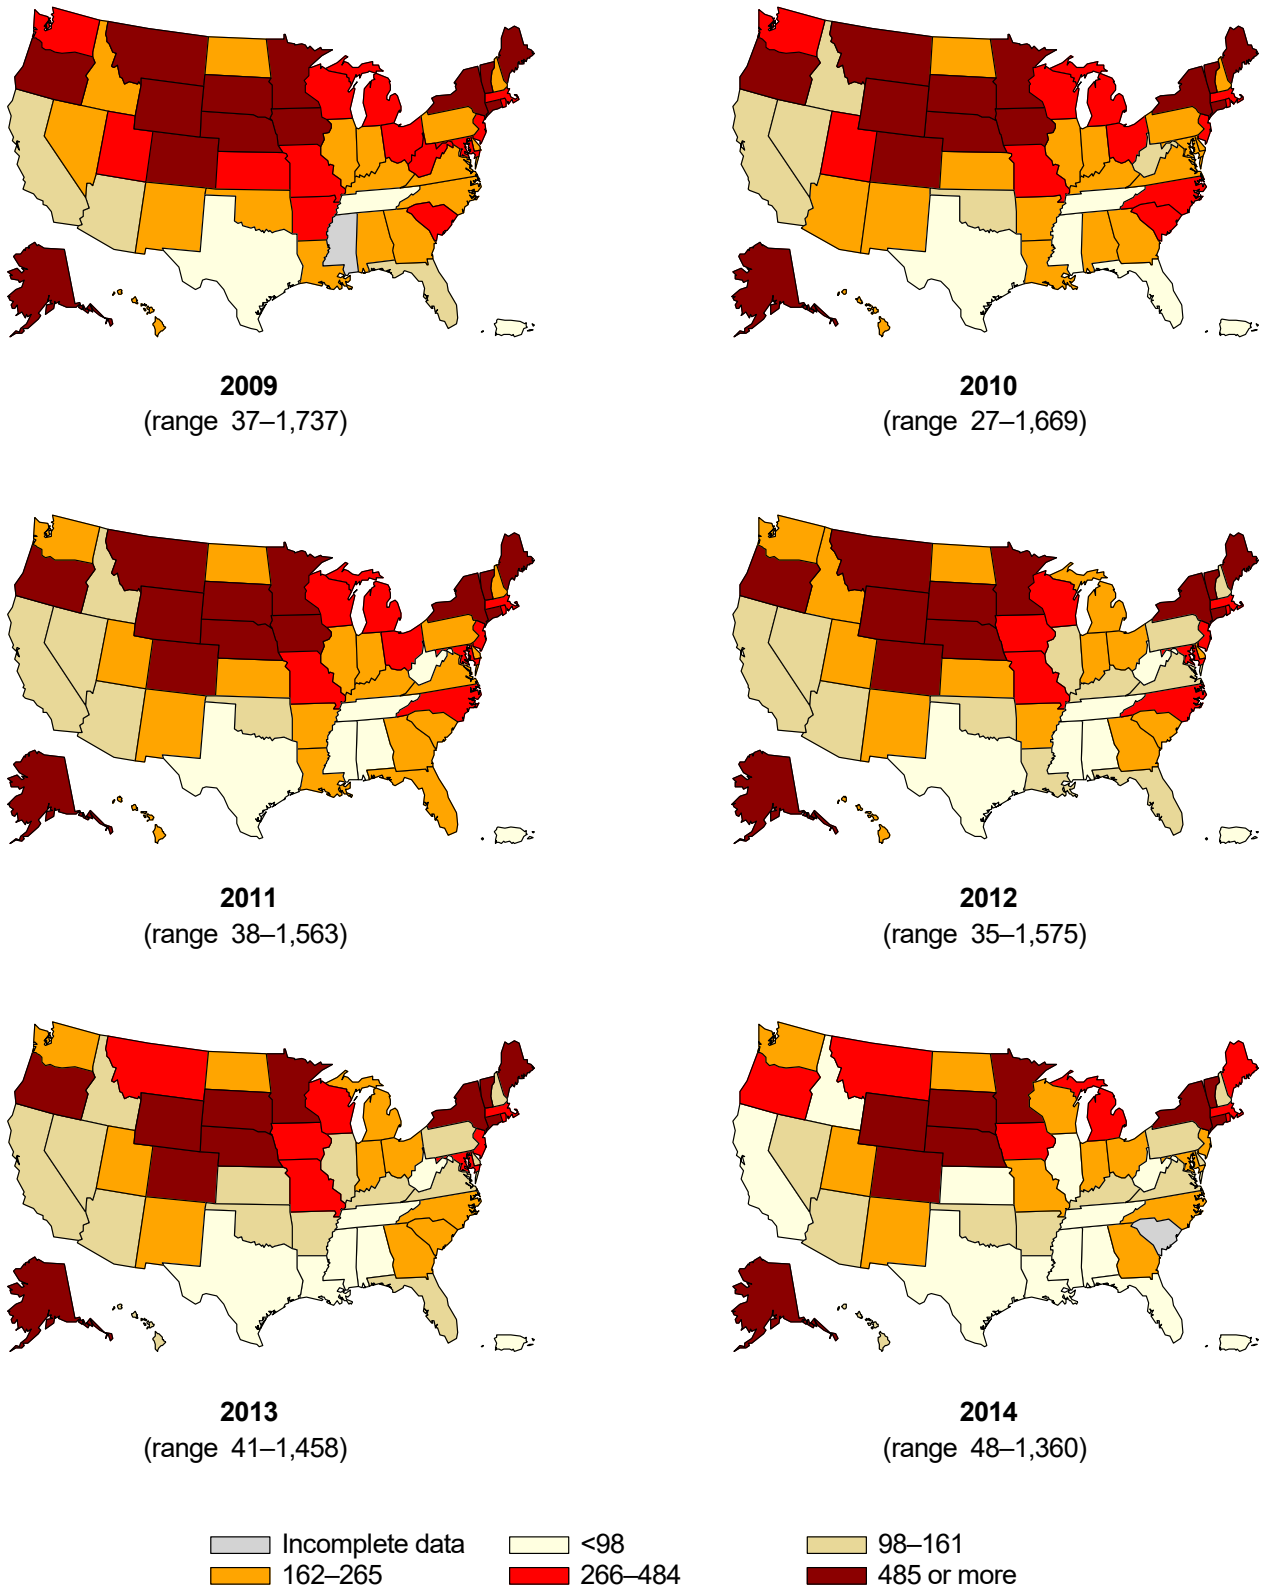 2009
(range 37–1,737)
2010
(range 27–1,669)
2011
(range 38–1,563)
2012
(range 35–1,575)
2013
(range 41–1,458)
2014
(range 48–1,360)
Incomplete data
<98
98–161
162–265
266–484
485 or more